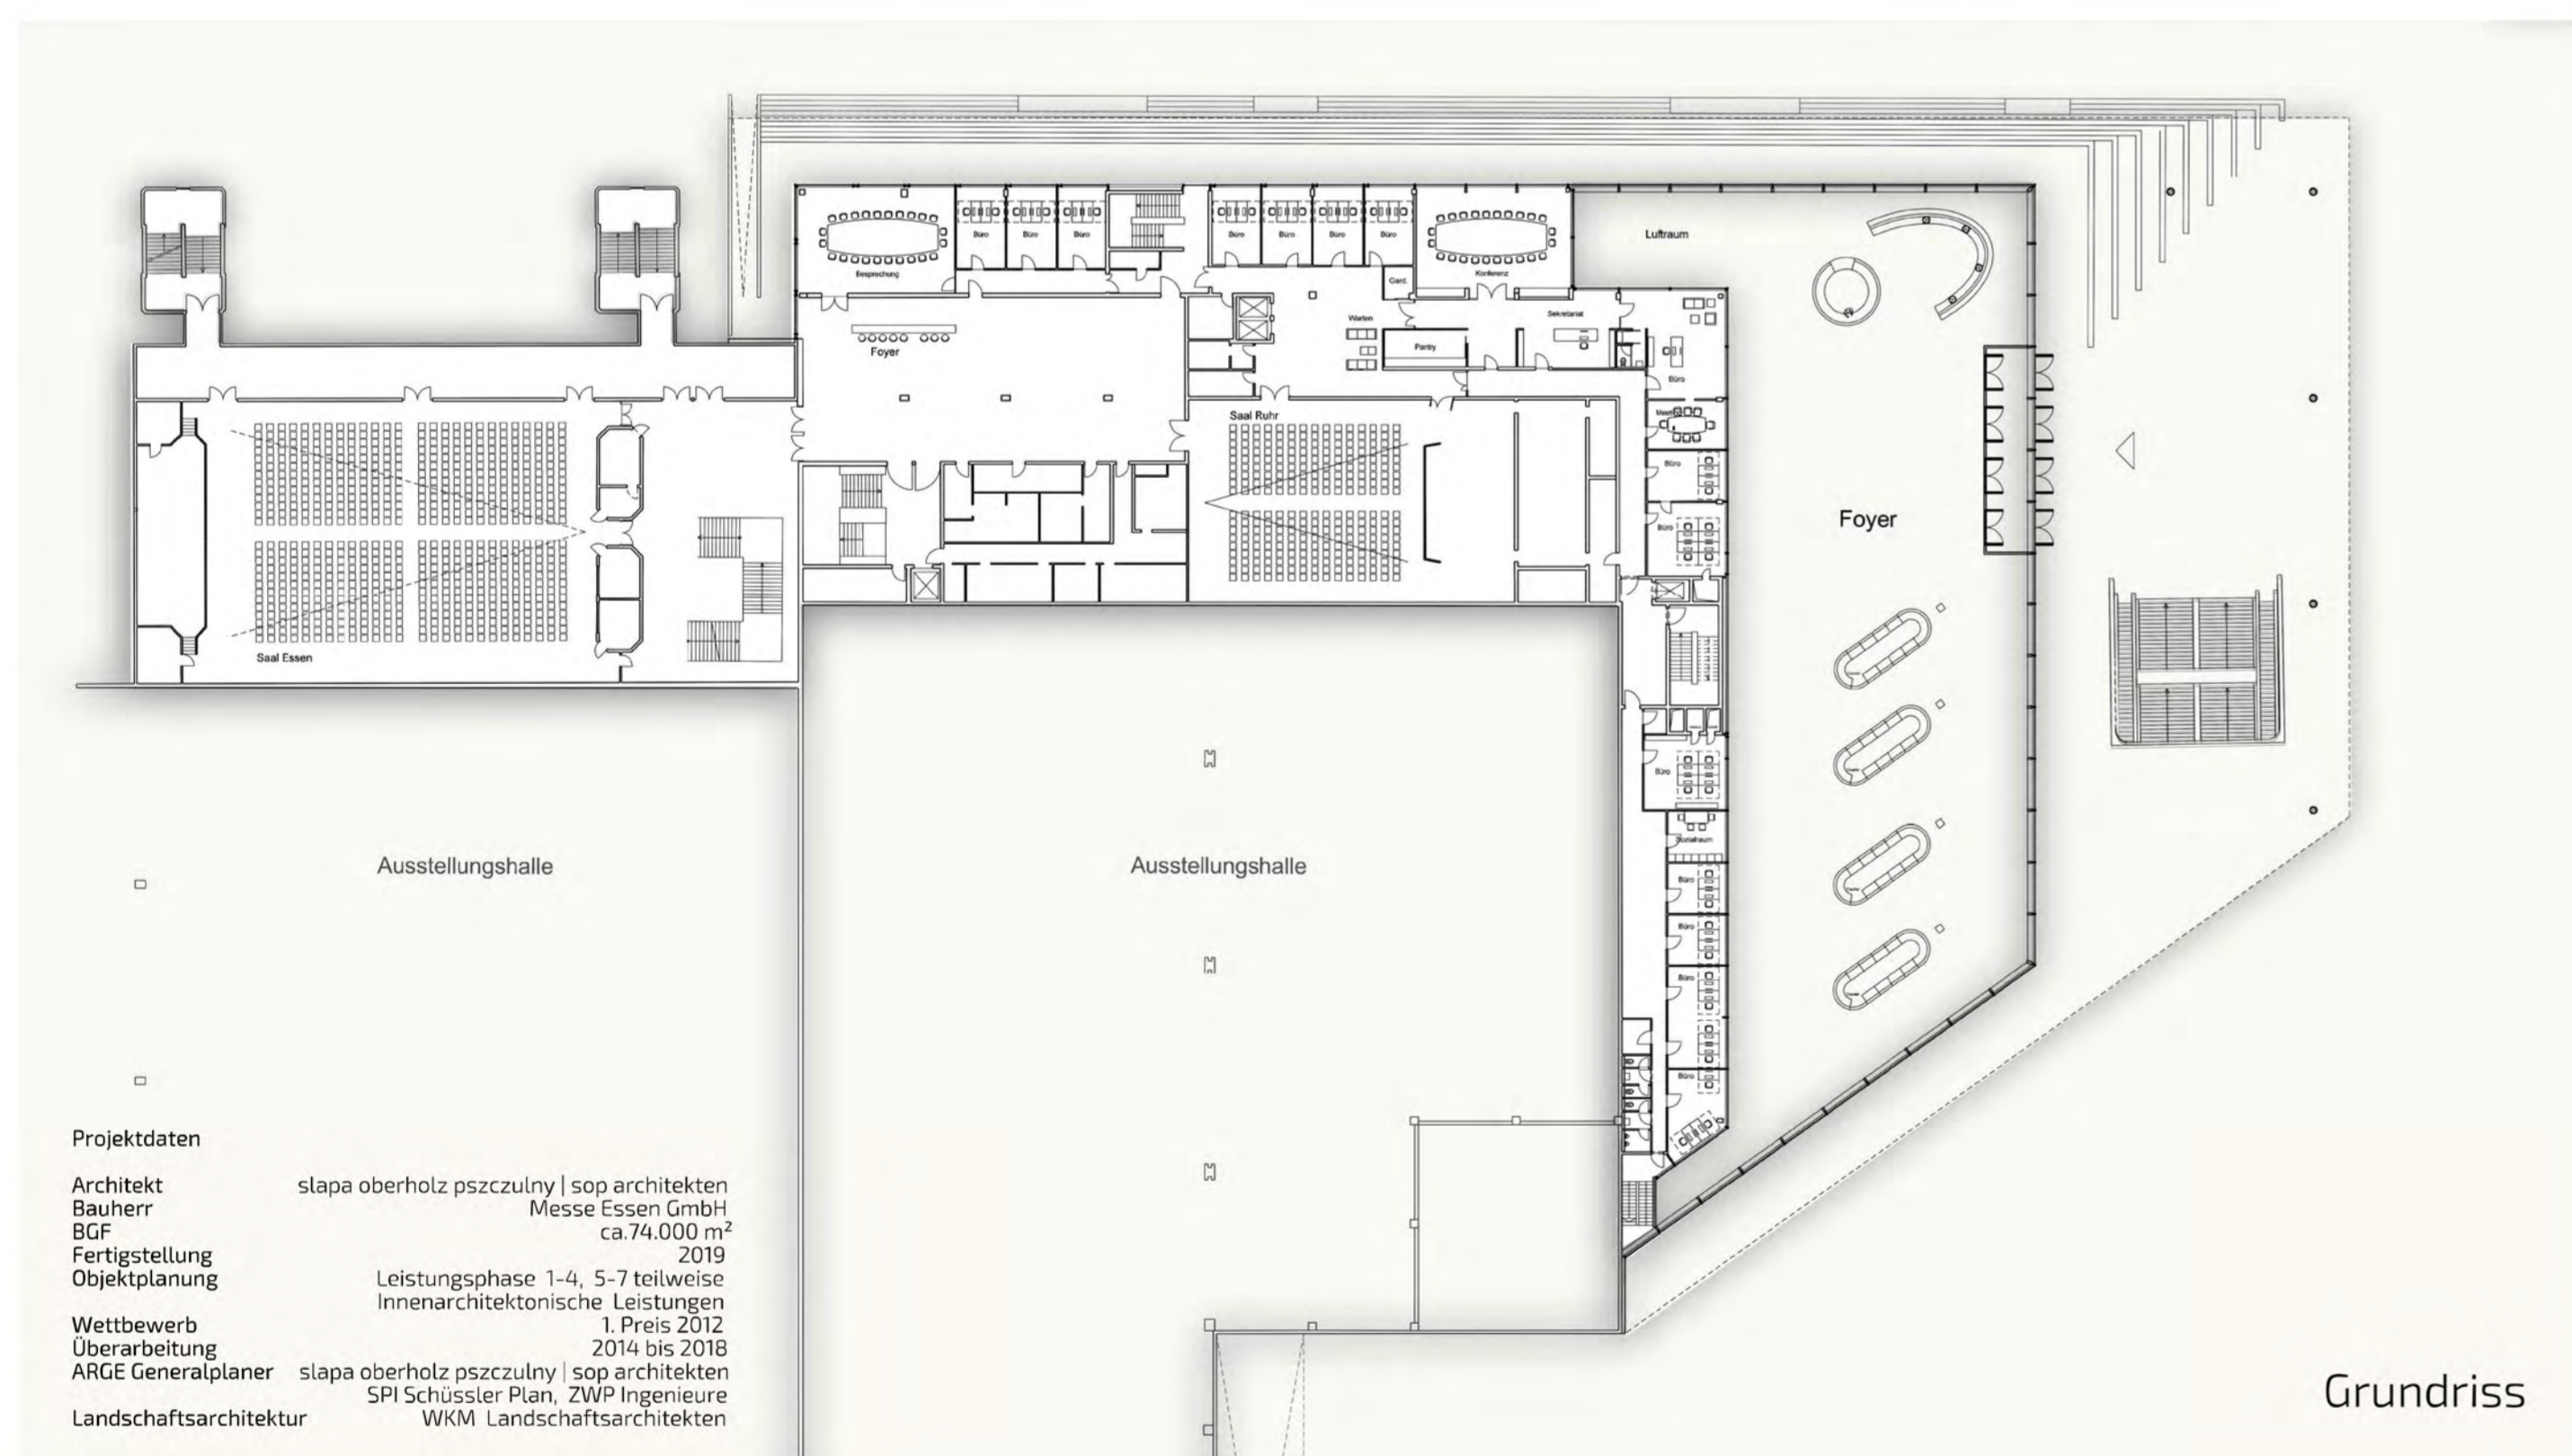 Büro
Büro
Büro
Büro
Büro
Büro
Büro
Luftraum
Besprechung
Konferenz
Gard.
Warten
Sekretariat
Foyer
Pantry
Büro
Saal Ruhr
Büro
Foyer
Büro
Saal Essen
Büro
Sozialraum
Ausstellungshalle
Ausstellungshalle
Büro
Büro
Büro
Büro
Projektdaten
Architekt slapa oberholz pszczulny | sop architekten
Bauherr Messe Essen GmbH
BGF ca.74.000 m²
Fertigstellung 2019
Objektplanung Leistungsphase 1-4, 5-7 teilweise
Innenarchitektonische Leistungen
Wettbewerb 1. Preis 2012
Überarbeitung 2014 bis 2018
ARGE Generalplaner slapa oberholz pszczulny | sop architekten
SPI Schüssler Plan, ZWP Ingenieure
Landschaftsarchitektur WKM Landschaftsarchitekten
Grundriss